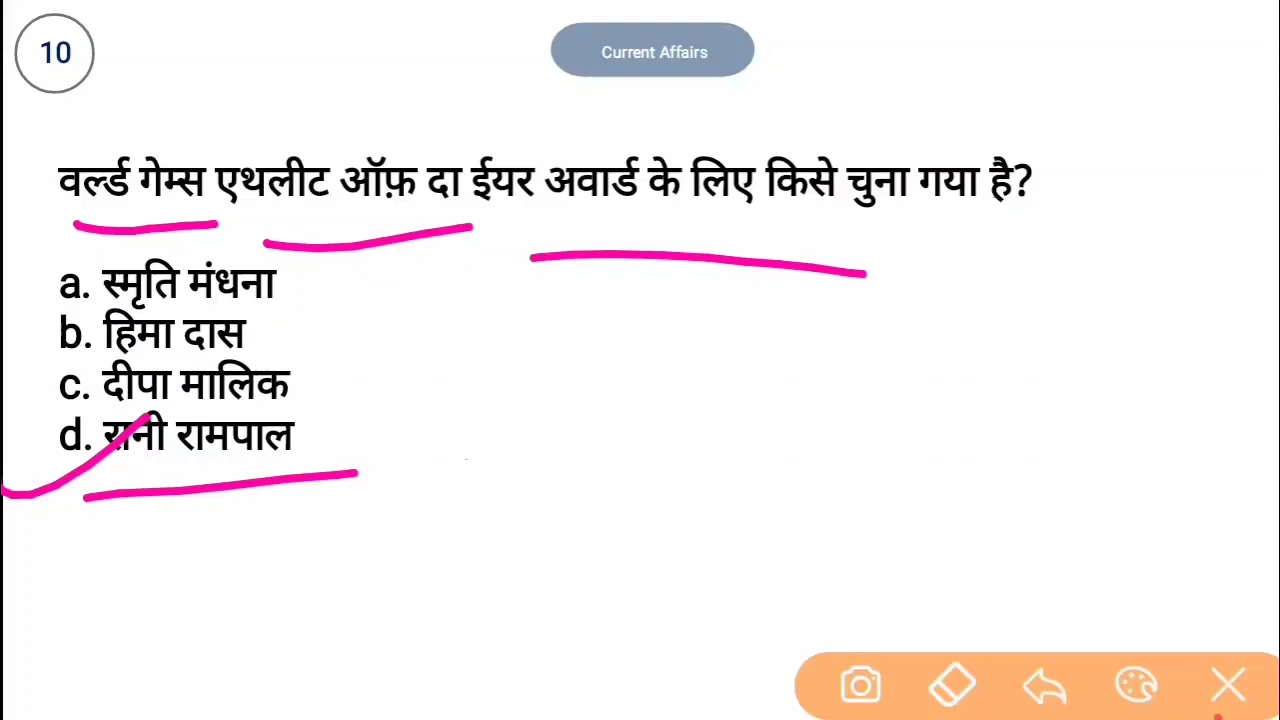 10
Current Affairs
वर्ल्ड गेम्स एथलीट ऑफ़ दा ईयर अवार्ड के लिए किसे चुना गया है?
a. स्मृति मंधना
b. हिमा दास
c. दीपा मालिक
d. रानी रामपाल